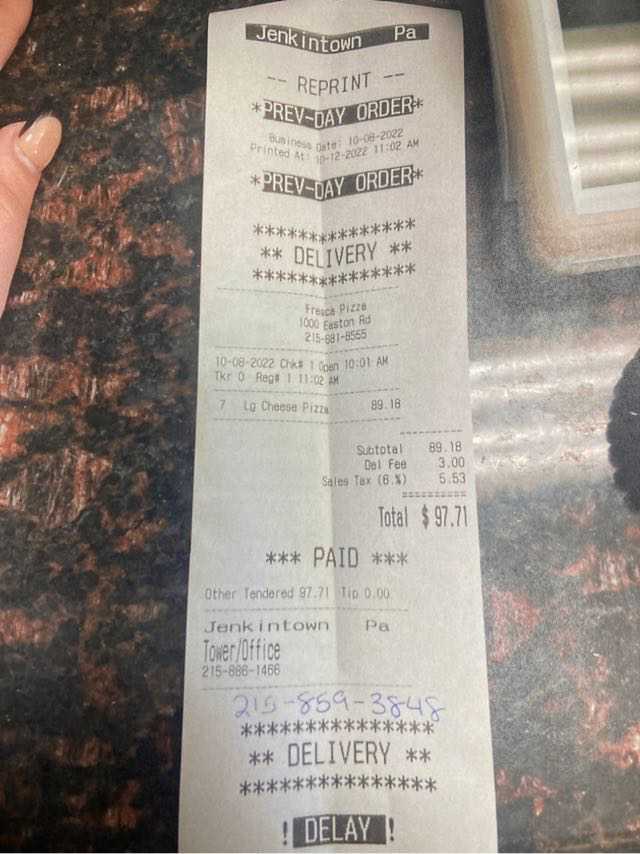 Jenkintown Pa
-- REPRINT --
*PREV-DAY ORDER*
Business Date: 10-08-2022
Printed At: 10-12-2022 11:02 AM
*PREV-DAY ORDER*
***************
** DELIVERY **
***************
Fresca Pizza
1000 Easton Rd
215-881-8555
10-08-2022 Chk# 1 Open 10:01 AM
Tkr 0 Reg# 1 11:02 AM
7 Lg Cheese Pizza 89.18
Subtotal 89.18
Del Fee 3.00
Sales Tax (6.%) 5.53
==========
Total $ 97.71
*** PAID ***
Other Tendered 97.71 Tip 0.00
Jenkintown Pa
Tower/Office
215-886-1466
215-859-3848
***************
** DELIVERY **
***************
! DELAY !